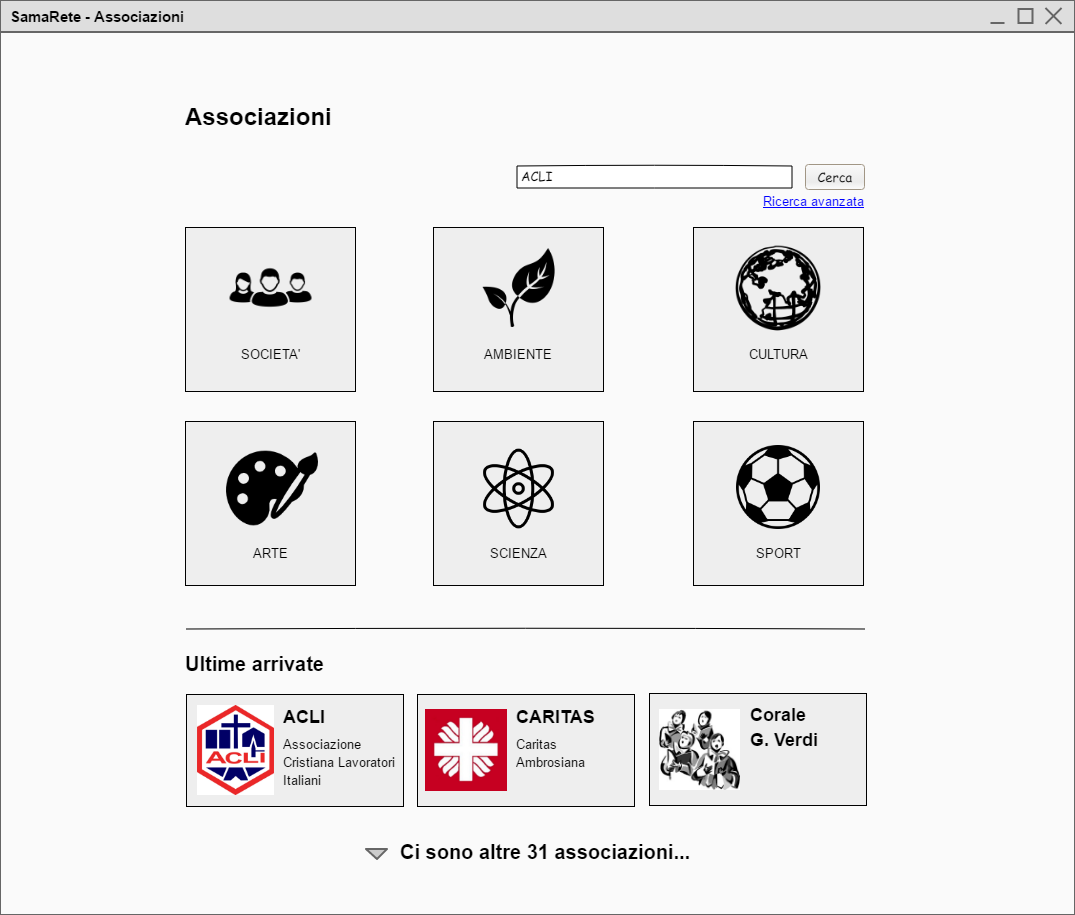 SamaRete - Associazioni
Associazioni
ACLI
Cerca
Ricerca avanzata
SOCIETA'
AMBIENTE
CULTURA
ARTE
SCIENZA
SPORT
Ultime arrivate
ACLI
ACLI
Associazione
Cristiana Lavoratori
Italiani
CARITAS
Caritas
Ambrosiana
Corale
G. Verdi
Ci sono altre 31 associazioni...